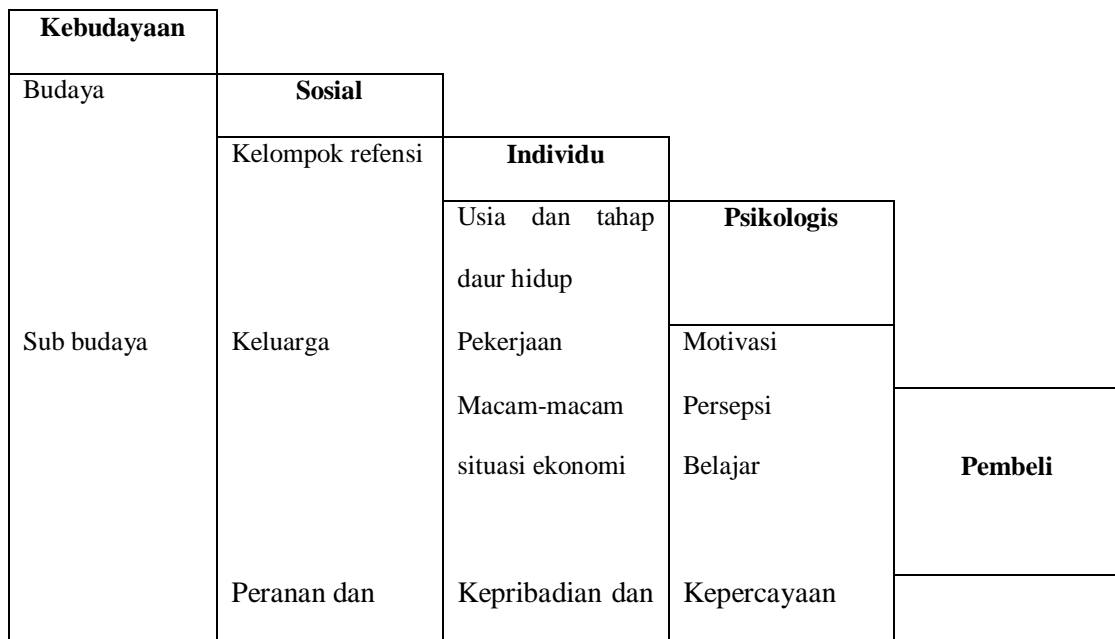 Kebudayaan
Budaya
Sosial
Kelompok refensi
Individu
Usia dan tahap
daur hidup
Psikologis
Sub budaya
Keluarga
Pekerjaan
Motivasi
Macam-macam
situasi ekonomi
Persepsi
Belajar
Pembeli
Peranan dan
Kepribadian dan
Kepercayaan